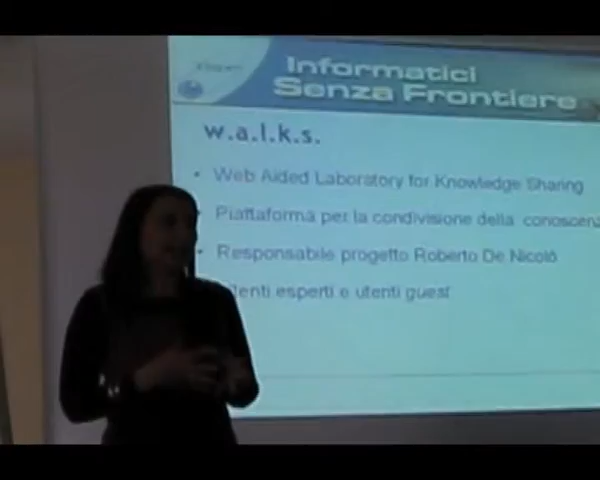 Informatici
Senza Frontiere
w.a.l.k.s.
• Web Aided Laboratory for Knowledge Sharing
Piattaforma per la condivisione della conoscenz
• Responsabile progetto Roberto De Nicolò
tenti esperti e utenti guest